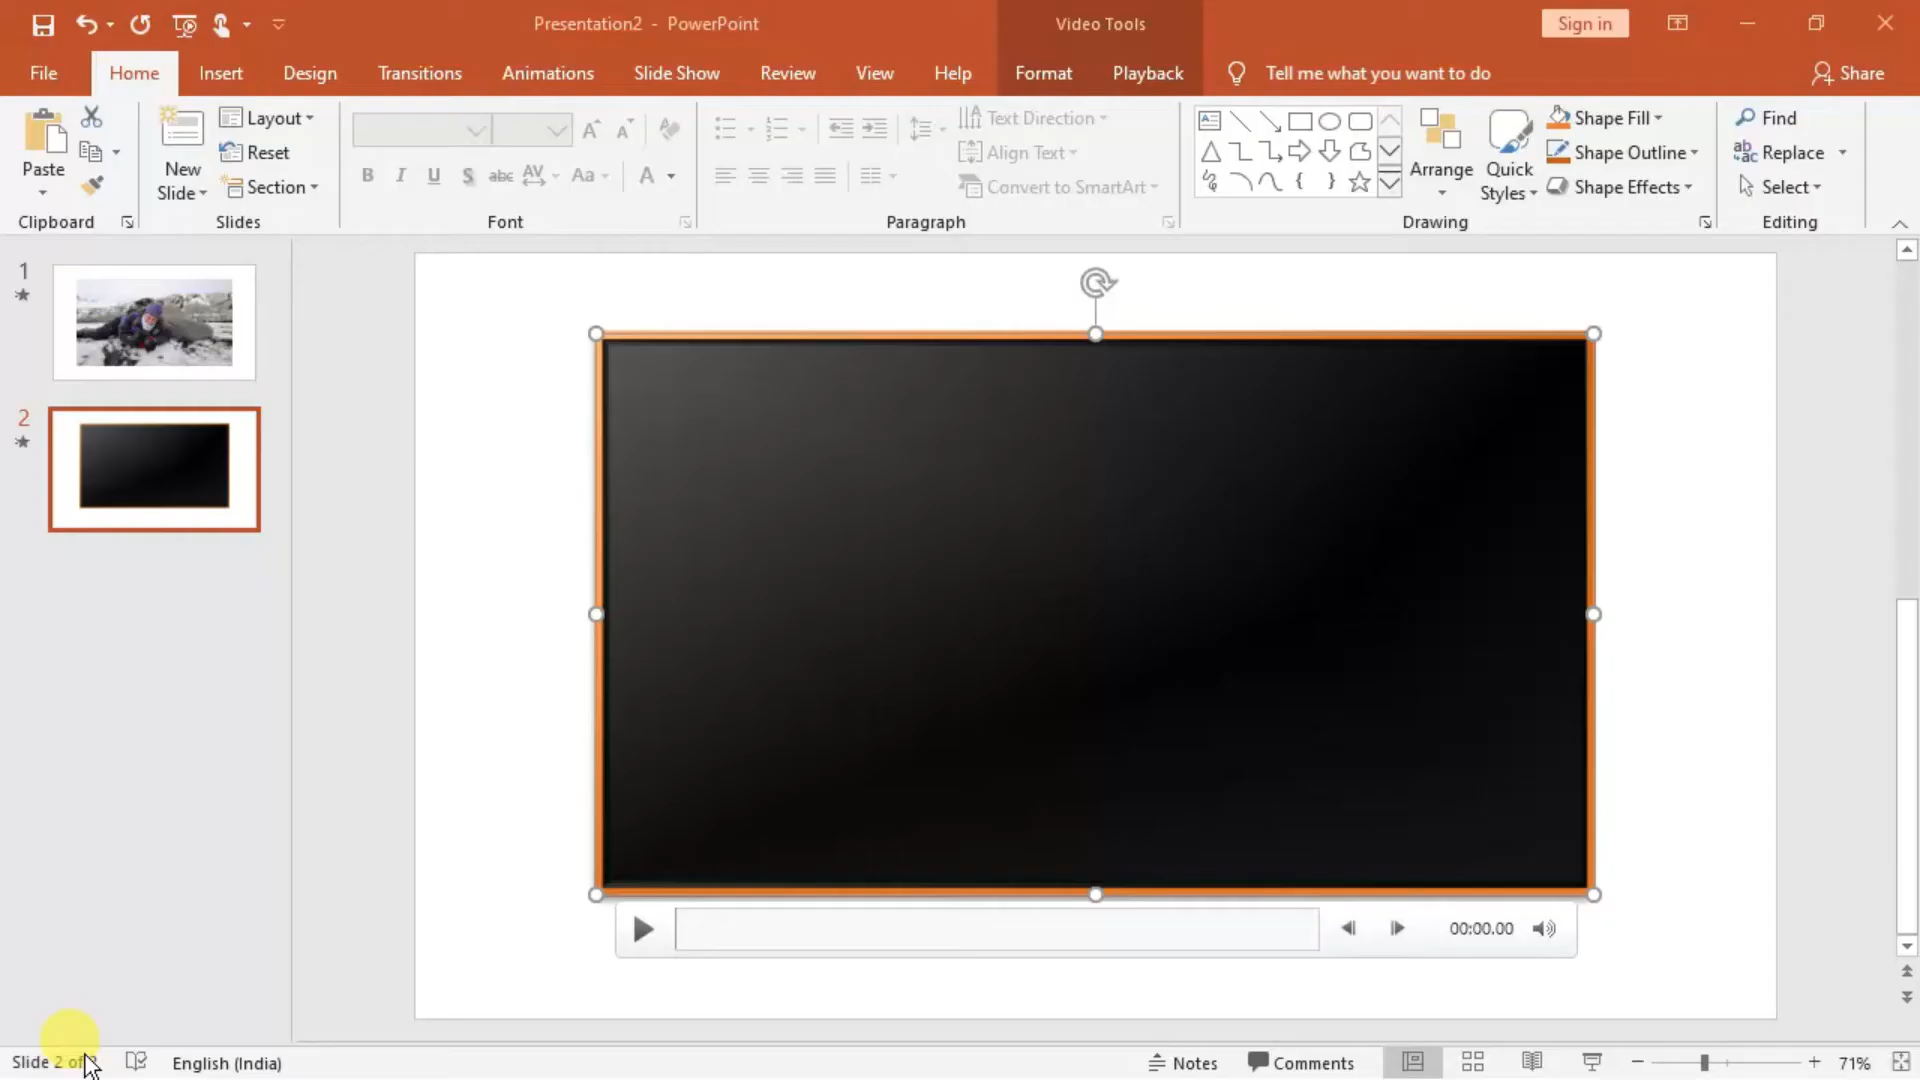 Presentation2 - PowerPoint
Video Tools
Sign in
File
Home
Insert
Design
Transitions
Animations
Slide Show
Review
View
Help
Format
Playback
Tell me what you want to do
Share
Paste
Clipboard
New
Slide
Layout
Reset
Section
Slides
B I U S abc AV Aa A
Font
Text Direction
Align Text
Convert to SmartArt
Paragraph
Arrange
Quick
Styles
Shape Fill
Shape Outline
Shape Effects
Drawing
Find
Replace
Select
Editing
1
2
00:00.00
Slide 2 of
English (India)
Notes
Comments
71%